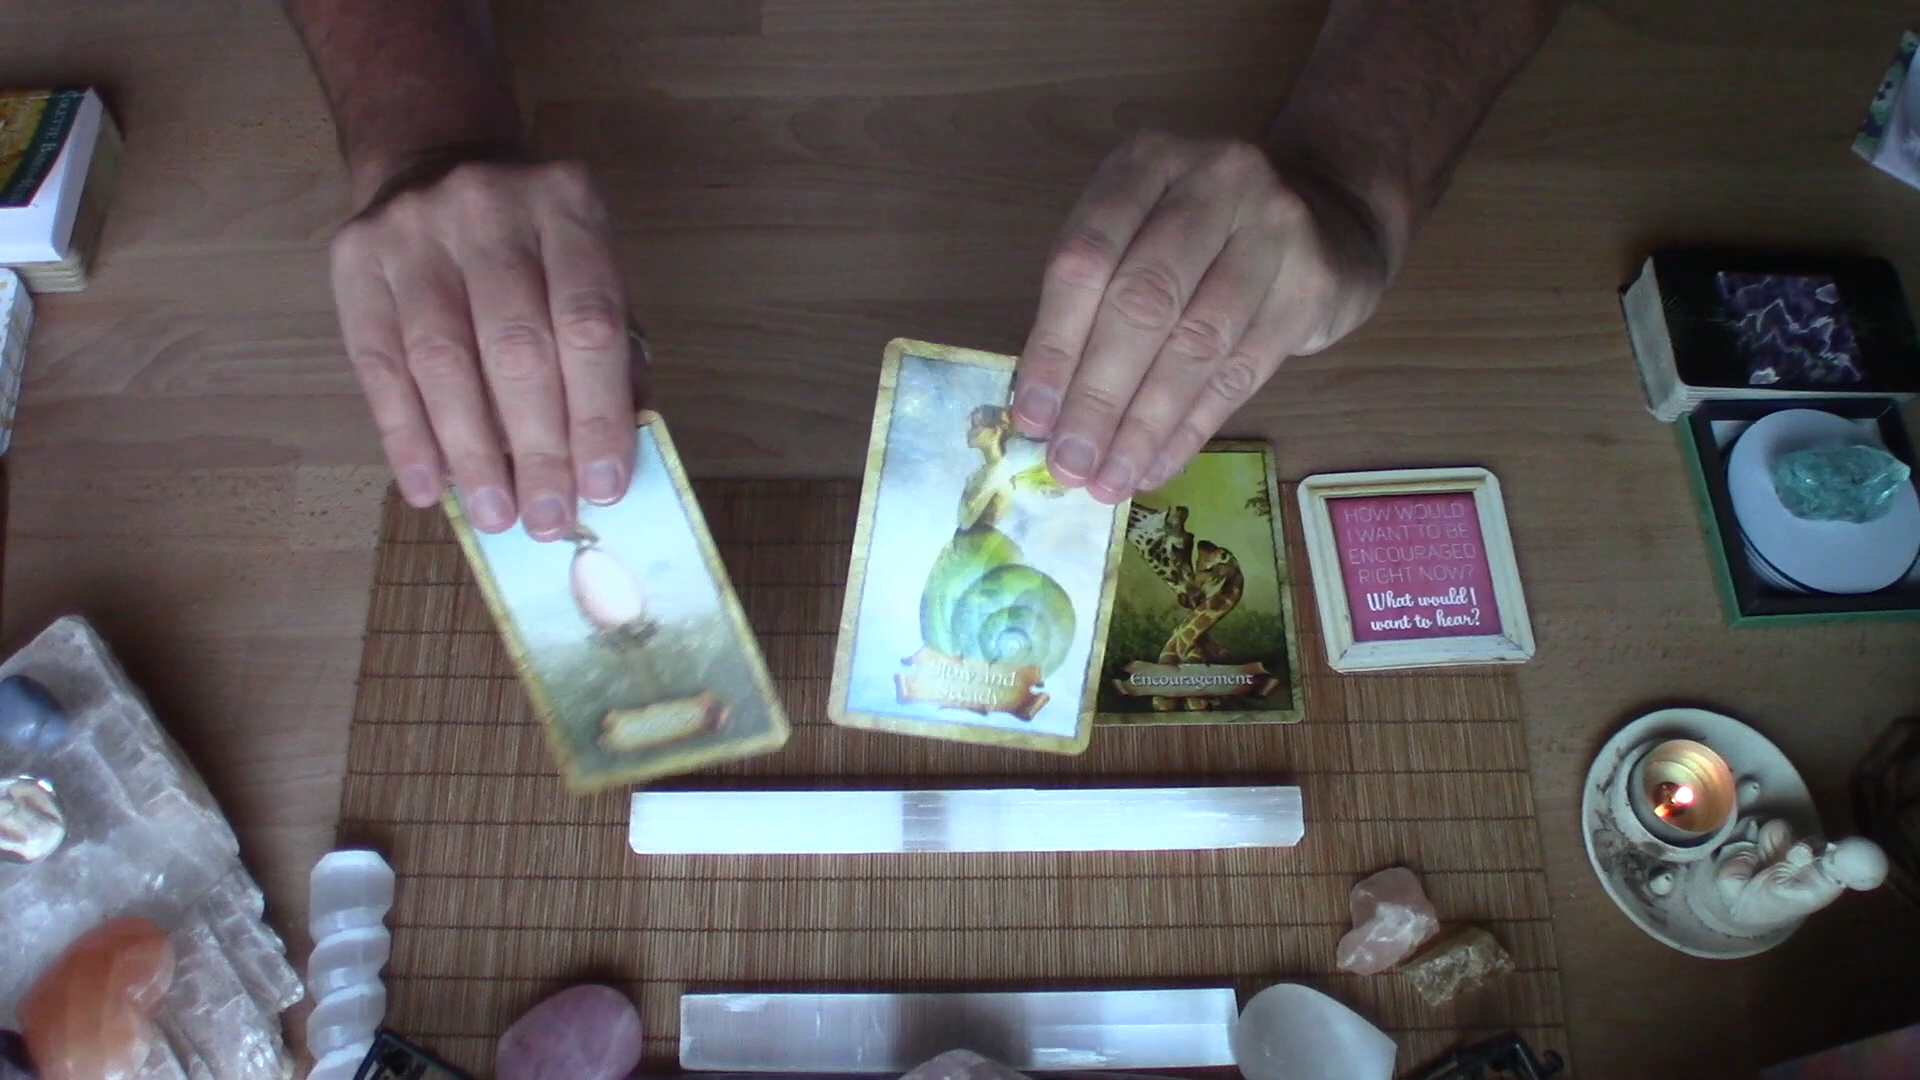 HOW WOULD
I WANT TO BE
ENCOURAGED
RIGHT NOW?
What would I
want to hear?
Encouragement
Slow and
Steady